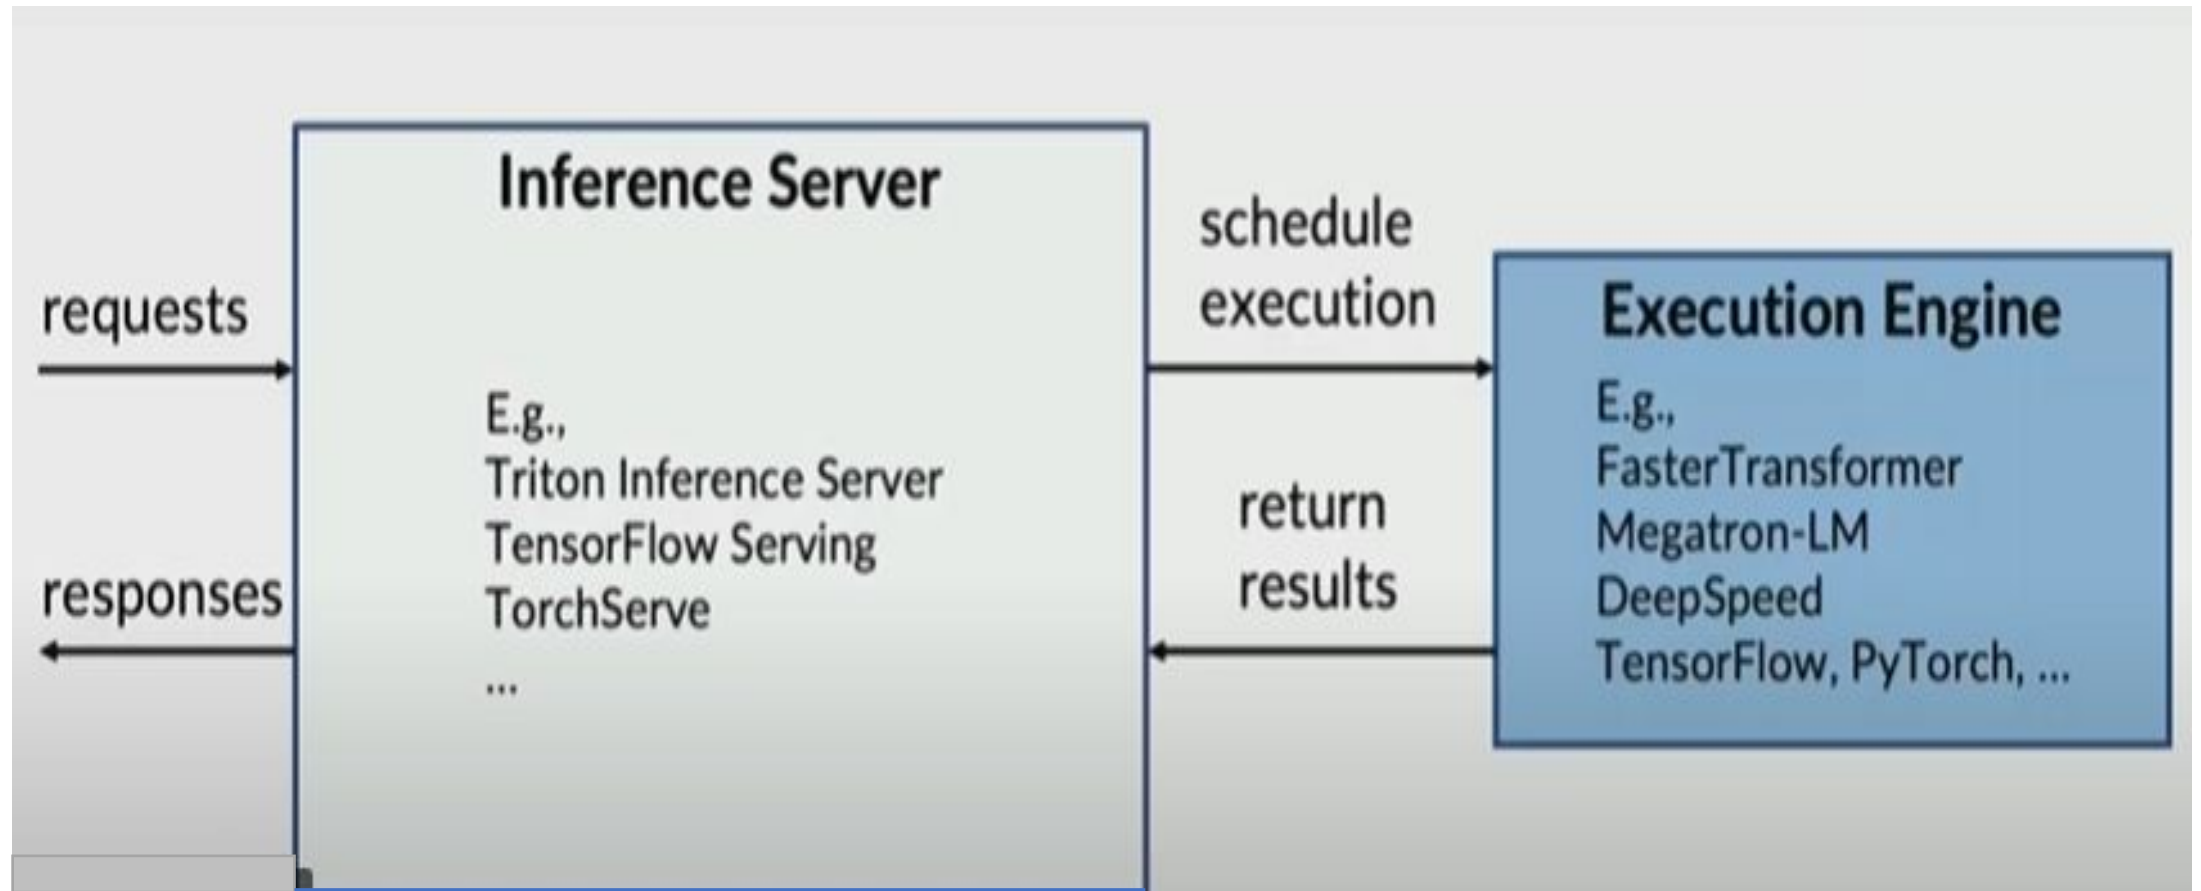 Inference Server
requests
responses
E.g.,
Triton Inference Server
TensorFlow Serving
TorchServe
...
schedule
execution
return
results
Execution Engine
E.g.,
FasterTransformer
Megatron-LM
DeepSpeed
TensorFlow, PyTorch, ...